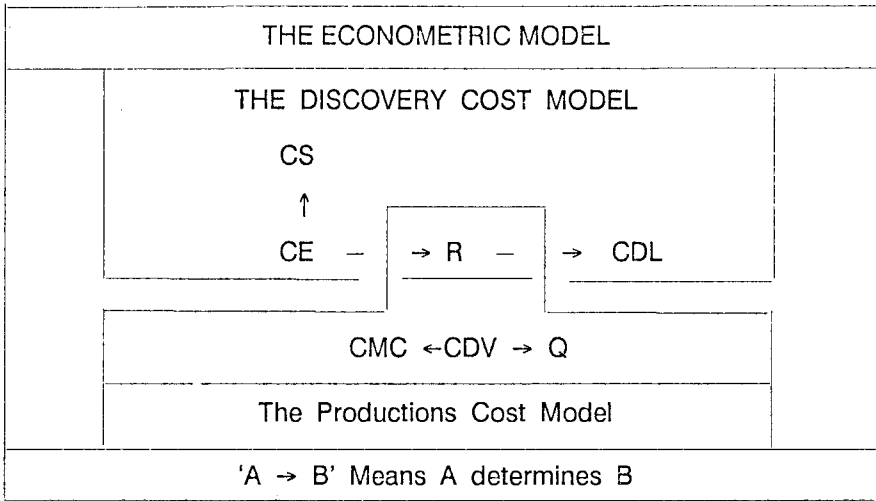 THE ECONOMETRIC MODEL
THE DISCOVERY COST MODEL
CS
↑
CE — → R — → CDL
CMC ←CDV → Q
The Productions Cost Model
‘A → B’ Means A determines B